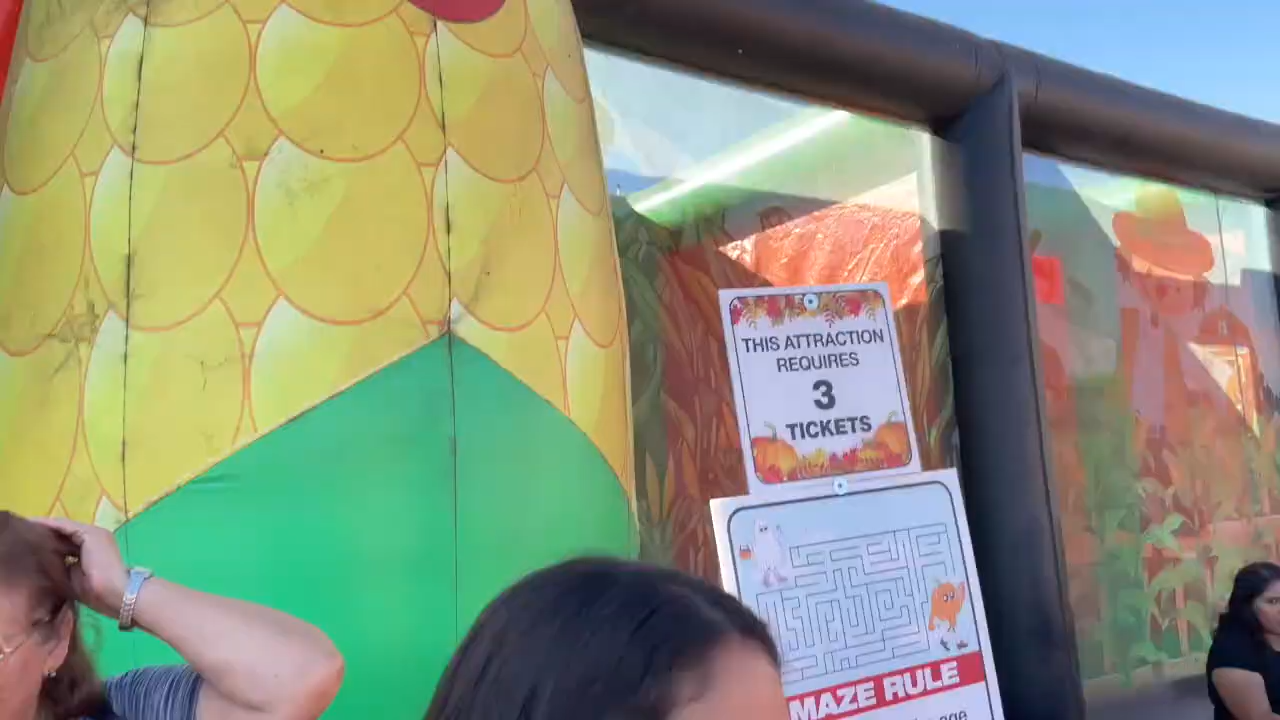 THIS ATTRACTION
REQUIRES
3
TICKETS
MAZE RULE